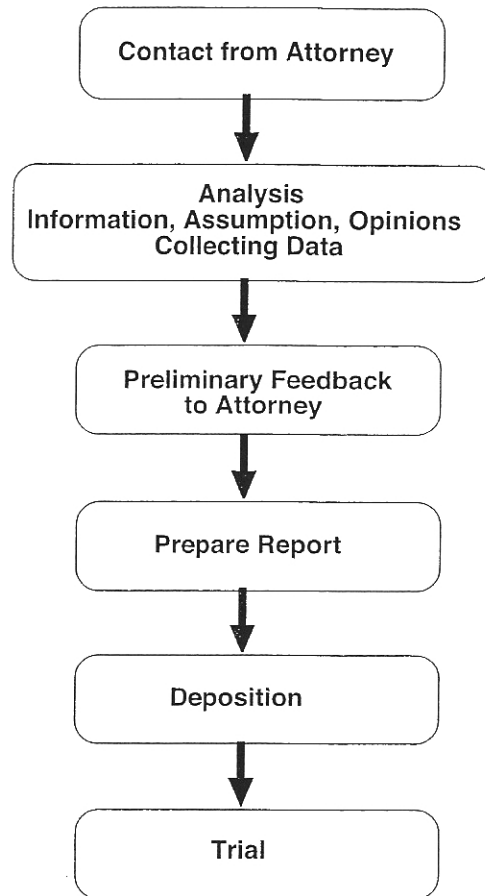 Contact from Attorney
Analysis
Information, Assumption, Opinions
Collecting Data
Preliminary Feedback
to Attorney
Prepare Report
Deposition
Trial